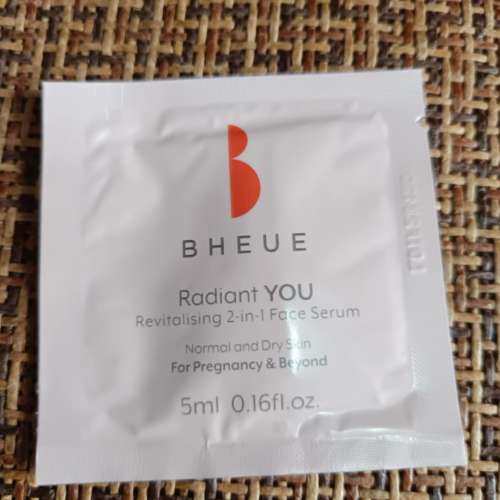 BHEUE
Radiant YOU
Revitalising 2-in-1 Face Serum
Normal and Dry Skin
For Pregnancy & Beyond
5ml 0.16fl.oz.